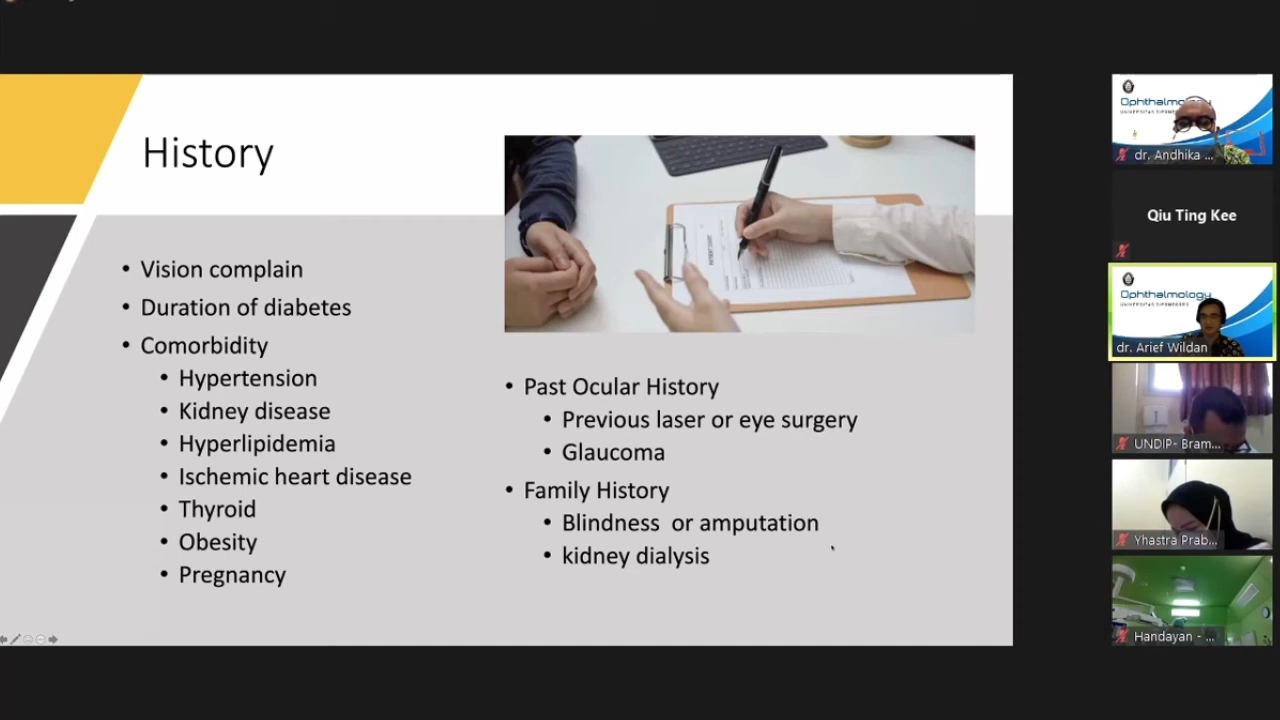 History
• Vision complain
• Duration of diabetes
• Comorbidity
• Hypertension
• Kidney disease
• Hyperlipidemia
• Ischemic heart disease
• Thyroid
• Obesity
• Pregnancy
• Past Ocular History
• Previous laser or eye surgery
• Glaucoma
• Family History
• Blindness  or amputation
• kidney dialysis
Ophthalmology
dr. Andhika ...
Qiu Ting Kee
Ophthalmology
dr. Arief Wildan
UNDIP- Bram...
Yhastra Prab...
Handayan - ...